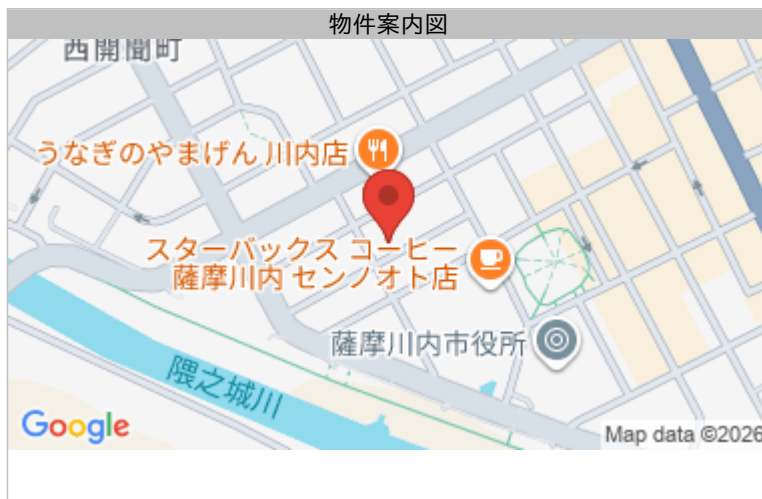 物件案内図
西開聞町
うなぎのやまげん 川内店
スターバックス コーヒー
薩摩川内 センノオト店
薩摩川内市役所
隈之城川
Google
Map data ©2026